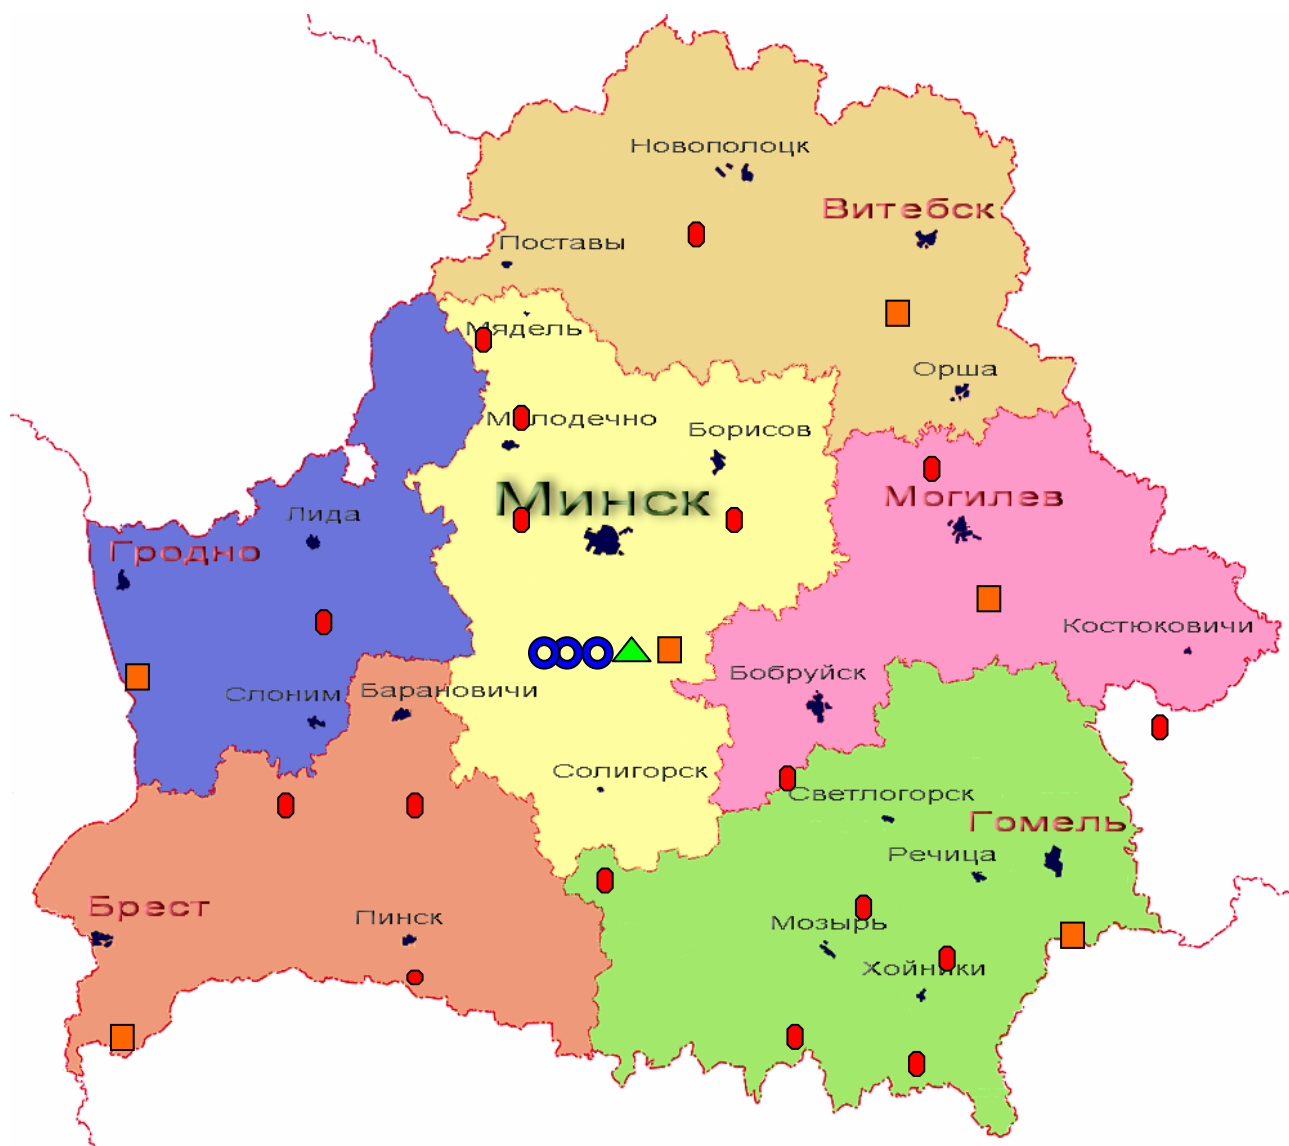 Новополоцк
Витебск
Поставы
Мядель
Орша
Молодечно
Борисов
Минск
Могилев
Лида
Гродно
Костюковичи
Бобруйск
Слоним
Барановичи
Солигорск
Светлогорск
Гомель
Речица
Брест
Пинск
Мозырь
Хойники